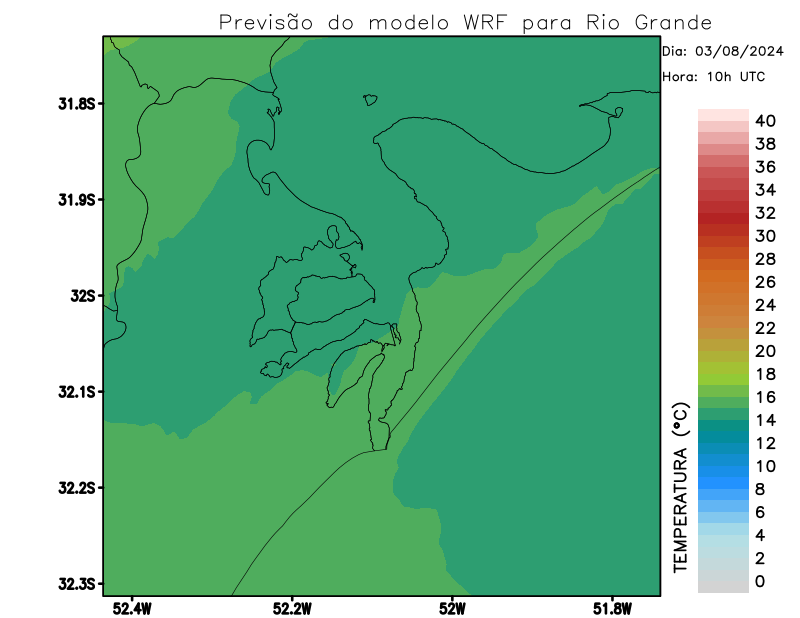 Previsão do modelo WRF para Rio Grande
Dia: 03/08/2024
Hora: 10h UTC
31.8S
31.9S
32S
32.1S
32.2S
32.3S
52.4W
52.2W
52W
51.8W
TEMPERATURA (°C)
40
38
36
34
32
30
28
26
24
22
20
18
16
14
12
10
8
6
4
2
0